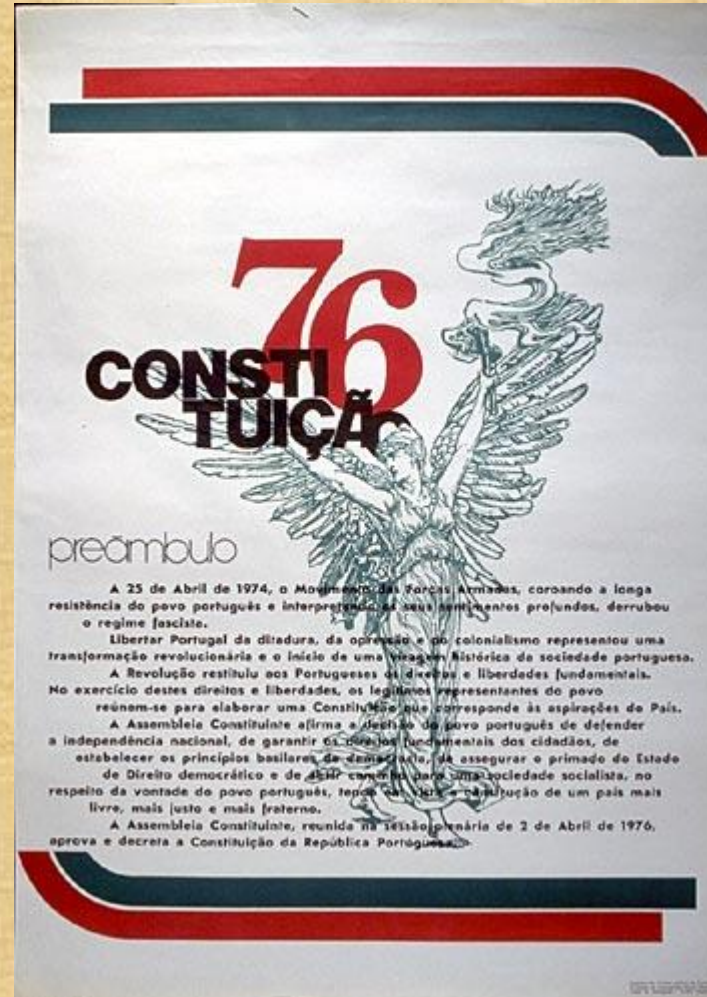 76
CONSTI
TUIÇÃO
preâmbulo
A 25 de Abril de 1974, o Movimento das Forças Armadas, coroando a longa
resistência do povo português e interpretando os seus sentimentos profundos, derrubou
o regime fascista.
Libertar Portugal da ditadura, da opressão e do colonialismo representou uma
transformação revolucionária e o início de uma viragem histórica da sociedade portuguesa.
A Revolução restituiu aos Portugueses os direitos e liberdades fundamentais.
No exercício destes direitos e liberdades, os legítimos representantes do povo
reúnem-se para elaborar uma Constituição que corresponde às aspirações do País.
A Assembleia Constituinte afirma a decisão do povo português de defender
a independência nacional, de garantir os direitos fundamentais dos cidadãos, de
estabelecer os princípios basilares da democracia, de assegurar o primado do Estado
de Direito democrático e de abrir caminho para uma sociedade socialista, no
respeito da vontade do povo português, tendo em vista a construção de um país mais
livre, mais justo e mais fraterno.
A Assembleia Constituinte, reunida na sessão plenária de 2 de Abril de 1976,
aprova e decreta a Constituição da República Portuguesa.